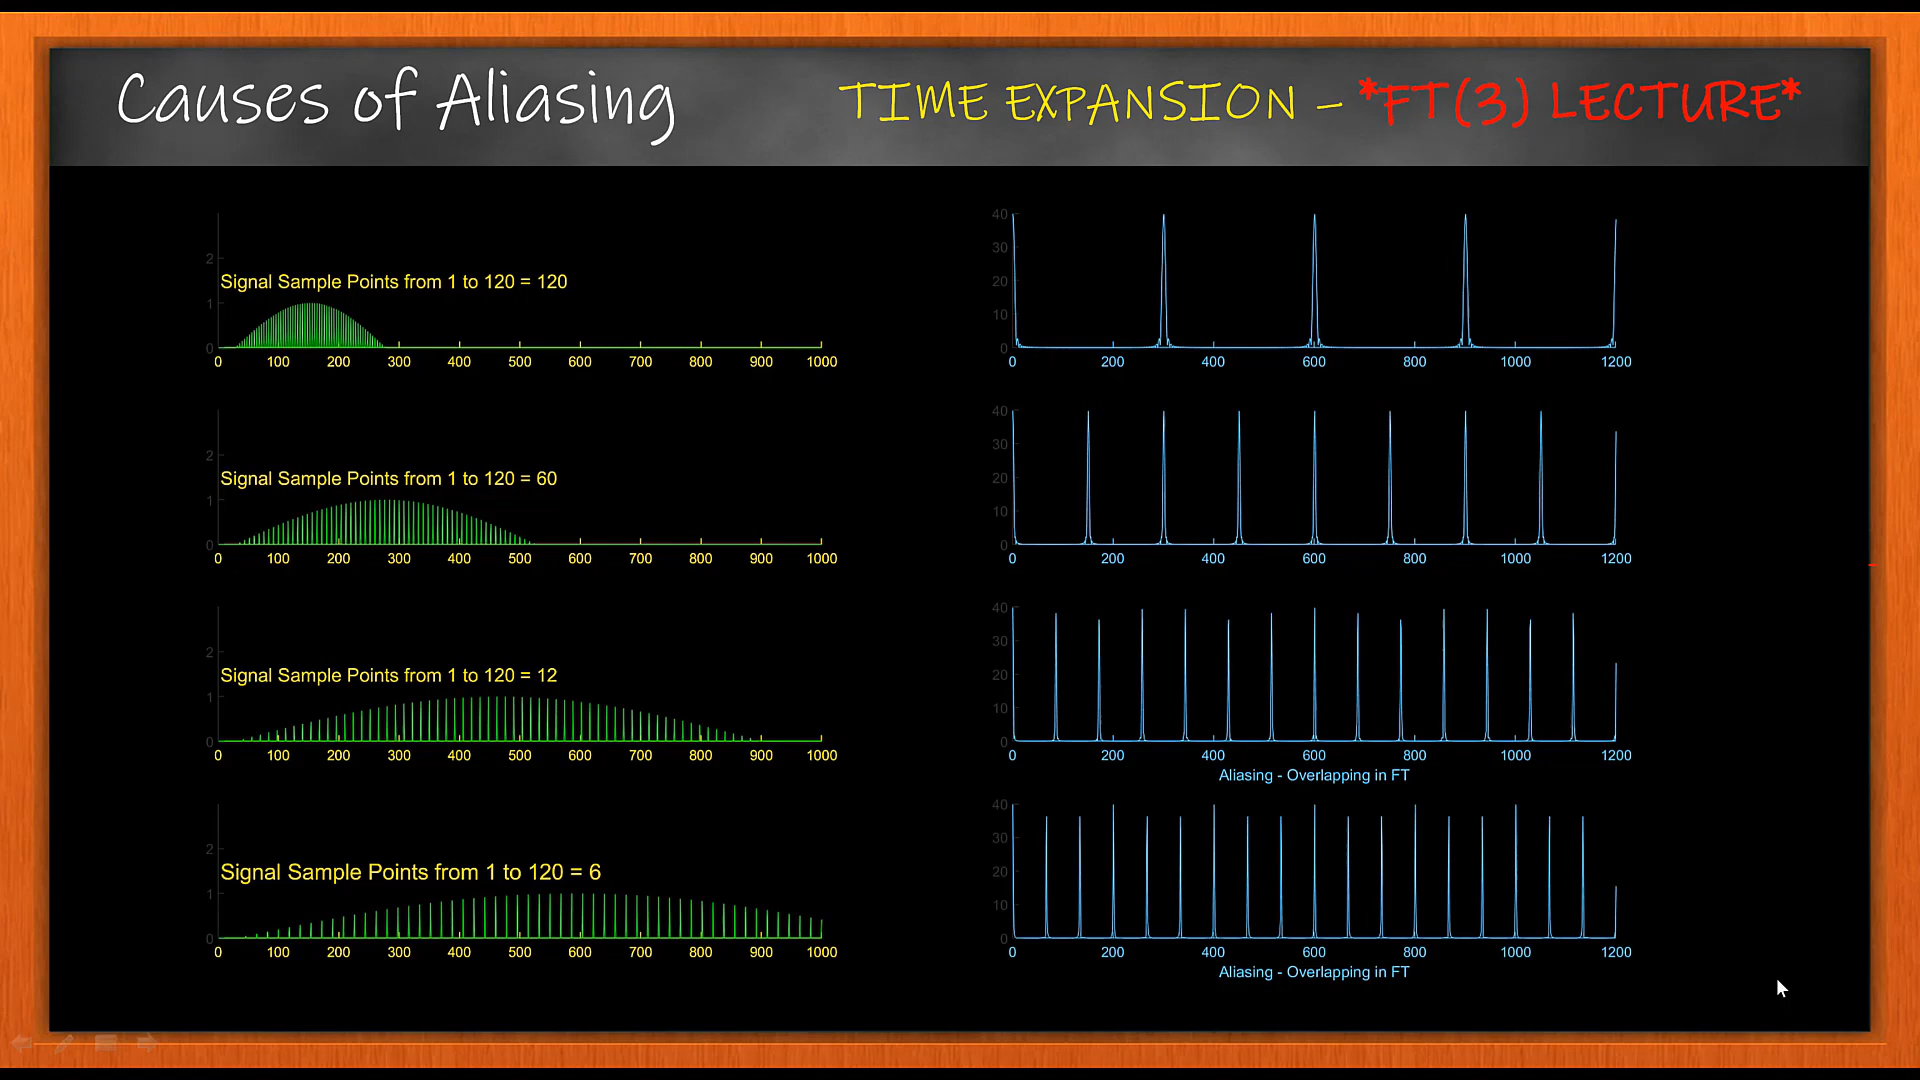 Causes of Aliasing
TIME EXPANSION – *FT(3) LECTURE*
2
Signal Sample Points from 1 to 120 = 120
1
0
0 100 200 300 400 500 600 700 800 900 1000
40
30
20
10
0
0 200 400 600 800 1000 1200
2
Signal Sample Points from 1 to 120 = 60
1
0
0 100 200 300 400 500 600 700 800 900 1000
40
30
20
10
0
0 200 400 600 800 1000 1200
2
Signal Sample Points from 1 to 120 = 12
1
0
0 100 200 300 400 500 600 700 800 900 1000
40
30
20
10
0
0 200 400 600 800 1000 1200
Aliasing - Overlapping in FT
2
Signal Sample Points from 1 to 120 = 6
1
0
0 100 200 300 400 500 600 700 800 900 1000
40
30
20
10
0
0 200 400 600 800 1000 1200
Aliasing - Overlapping in FT